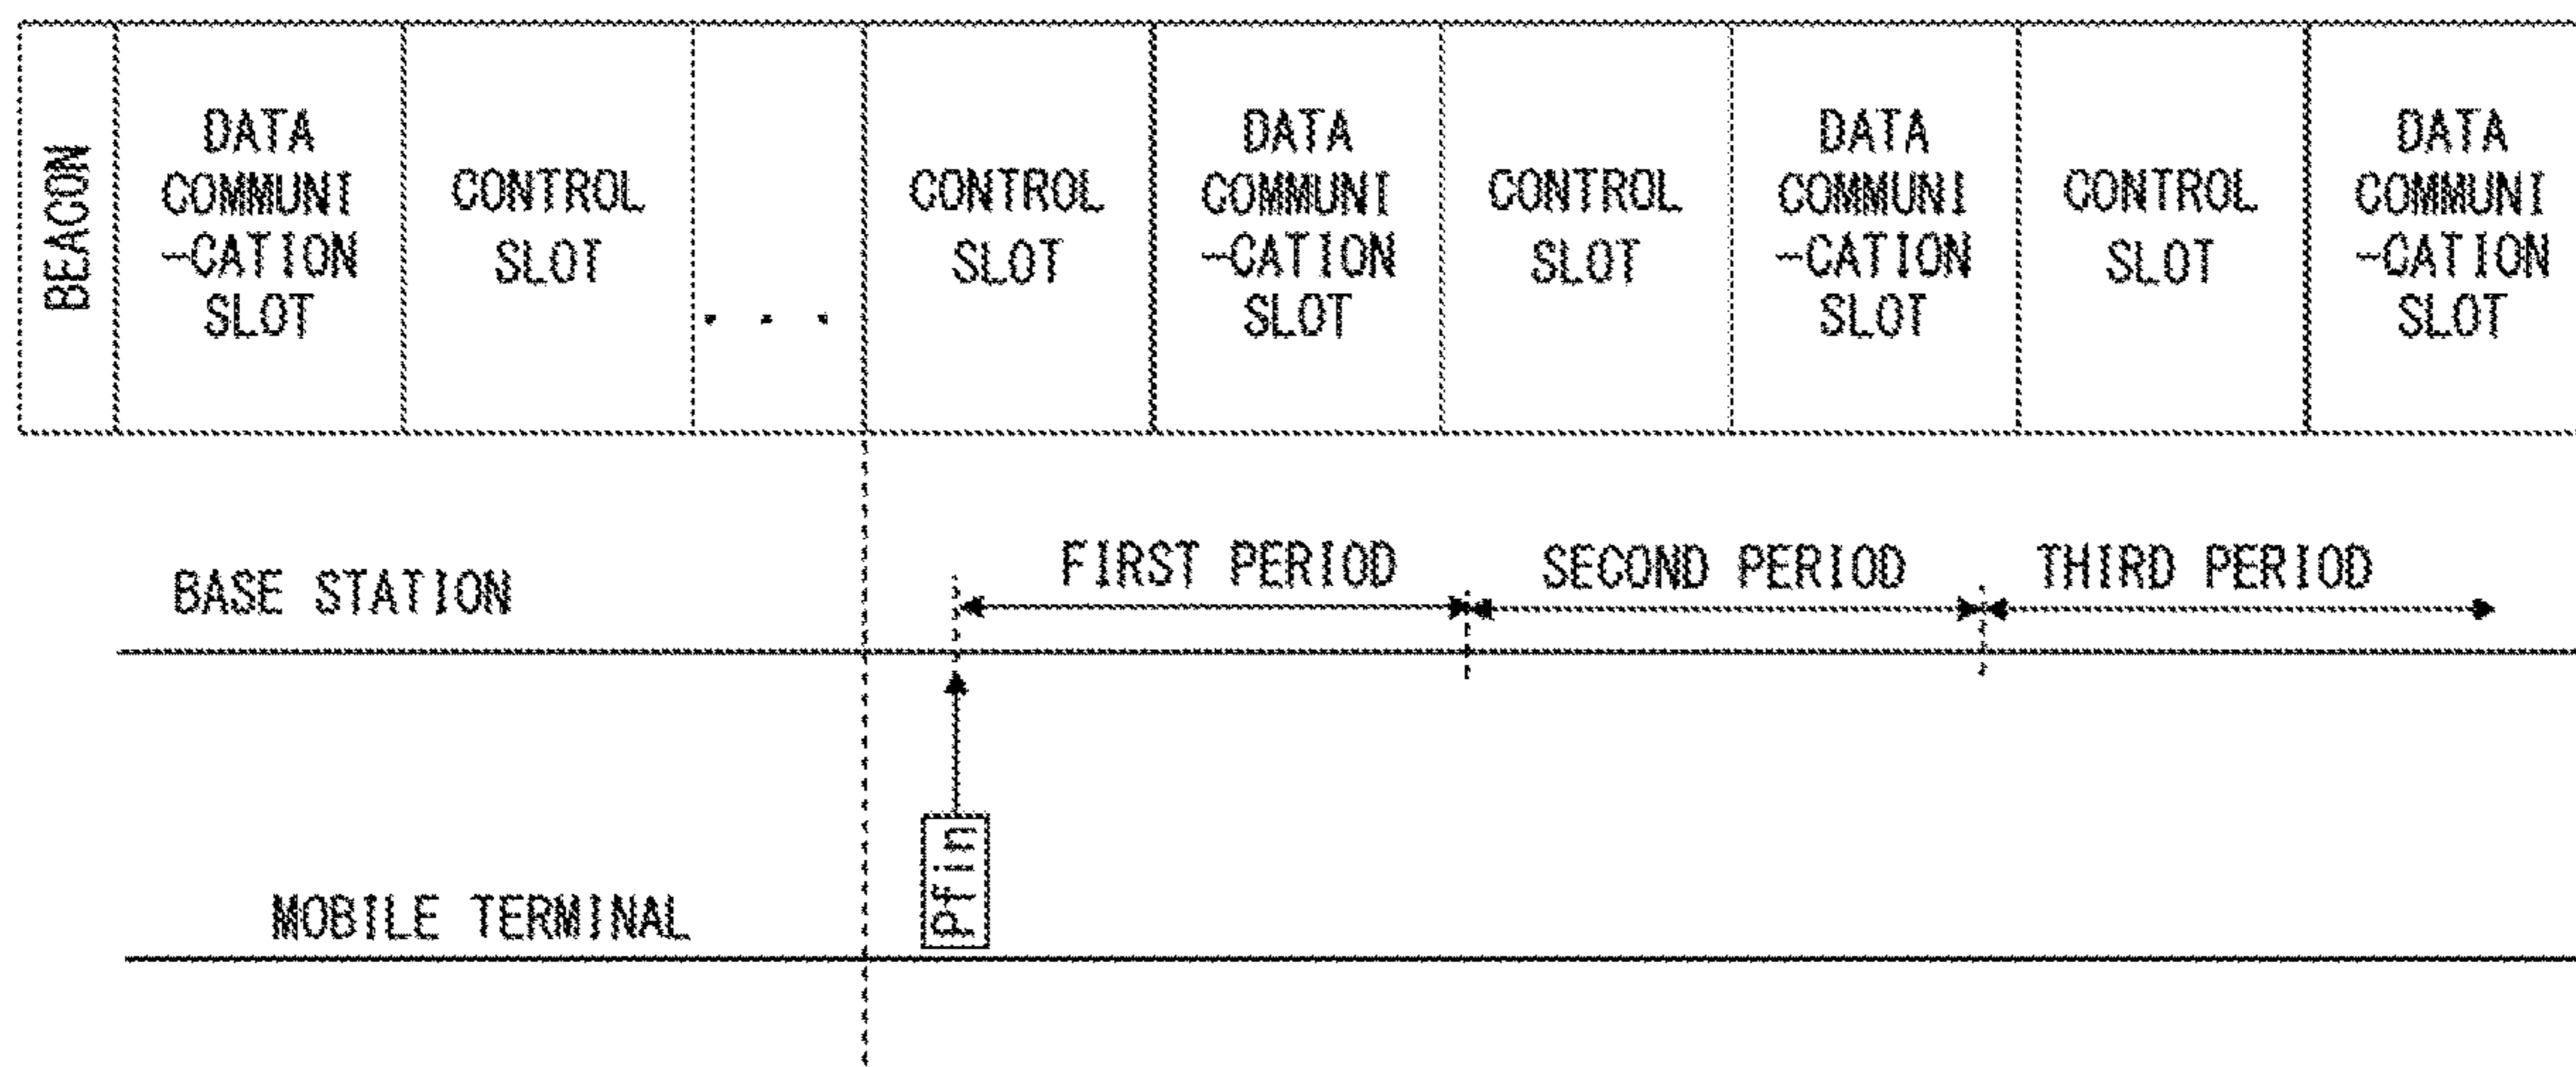 BEACON
DATA
COMMUNI
-CATION
SLOT
CONTROL
SLOT
. . .
CONTROL
SLOT
DATA
COMMUNI
-CATION
SLOT
CONTROL
SLOT
DATA
COMMUNI
-CATION
SLOT
CONTROL
SLOT
DATA
COMMUNI
-CATION
SLOT
BASE STATION
FIRST PERIOD
SECOND PERIOD
THIRD PERIOD
Pfin
MOBILE TERMINAL